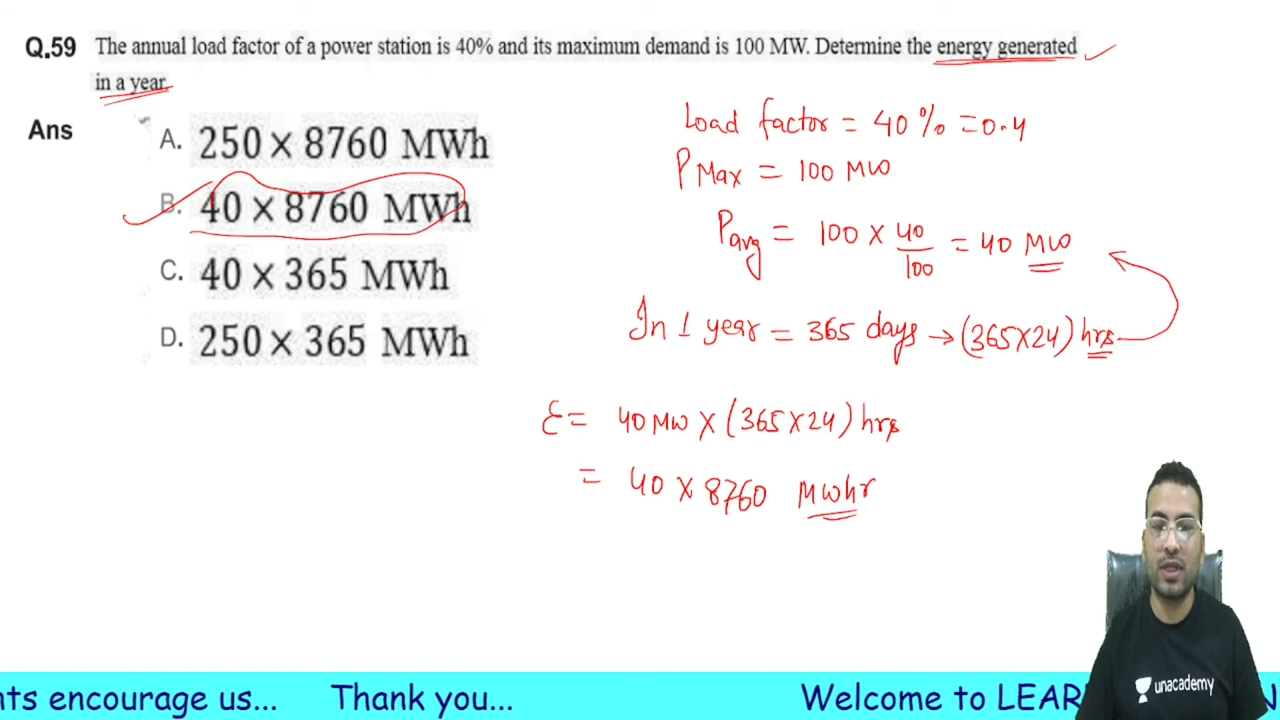 Q.59 The annual load factor of a power station is 40% and its maximum demand is 100 MW. Determine the energy generated
in a year.
Ans
A. 250 × 8760 MWh
B. 40 × 8760 MWh
C. 40 × 365 MWh
D. 250 × 365 MWh
Load factor = 40% = 0.4
P Max = 100 MW
Pavg = 100 × 40/100 = 40 MW
In 1 year = 365 days → (365×24) hrs
E = 40 MW × (365×24) hrs
= 40 × 8760 MWhr
unacademy
nts encourage us... Thank you... Welcome to LEAR